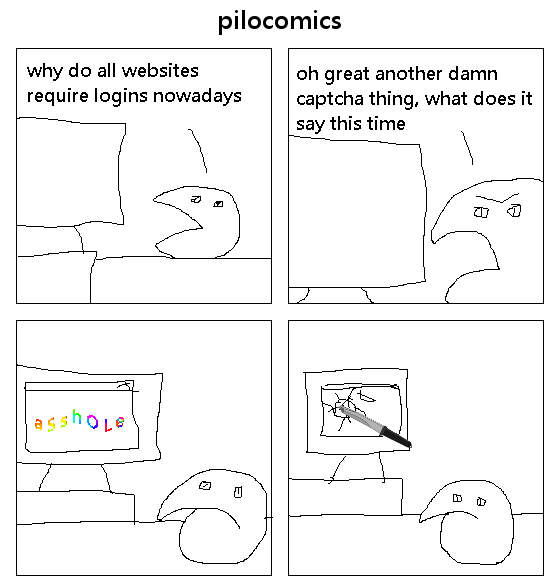 pilocomics
why do all websites
require logins nowadays
oh great another damn
captcha thing, what does it
say this time
asshOLe